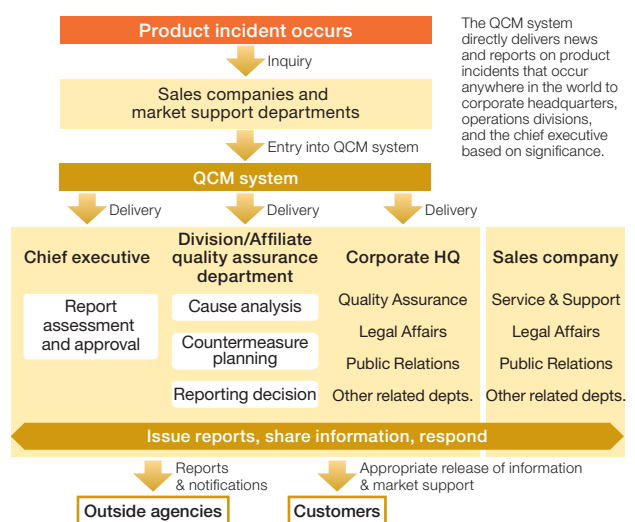 Product incident occurs
Inquiry
Sales companies and
market support departments
Entry into QCM system
QCM system
The QCM system
directly delivers news
and reports on product
incidents that occur
anywhere in the world to
corporate headquarters,
operations divisions,
and the chief executive
based on significance.
Delivery
Delivery
Delivery
Chief executive
Report
assessment
and approval
Division/Affiliate
quality assurance
department
Cause analysis
Countermeasure
planning
Reporting decision
Corporate HQ
Quality Assurance
Legal Affairs
Public Relations
Other related depts.
Sales company
Service & Support
Legal Affairs
Public Relations
Other related depts.
Issue reports, share information, respond
Reports
& notifications
Appropriate release of information
& market support
Outside agencies
Customers